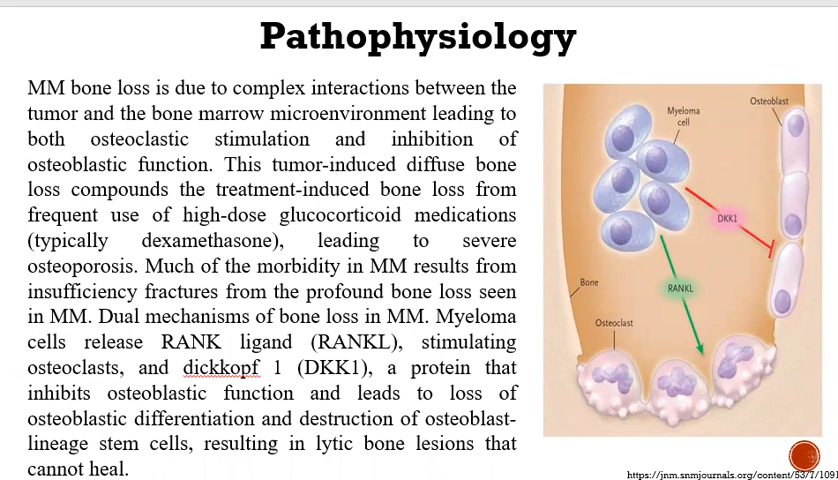 Pathophysiology
MM bone loss is due to complex interactions between the
tumor and the bone marrow microenvironment leading to
both osteoclastic stimulation and inhibition of
osteoblastic function. This tumor-induced diffuse bone
loss compounds the treatment-induced bone loss from
frequent use of high-dose glucocorticoid medications
(typically dexamethasone), leading to severe
osteoporosis. Much of the morbidity in MM results from
insufficiency fractures from the profound bone loss seen
in MM. Dual mechanisms of bone loss in MM. Myeloma
cells release RANK ligand (RANKL), stimulating
osteoclasts, and dickkopf 1 (DKK1), a protein that
inhibits osteoblastic function and leads to loss of
osteoblastic differentiation and destruction of osteoblast-
lineage stem cells, resulting in lytic bone lesions that
cannot heal.
Osteoblast
Myeloma
cell
DKK1
Bone
RANKL
Osteoclast
https://jnm.snmjournals.org/content/53/7/1091